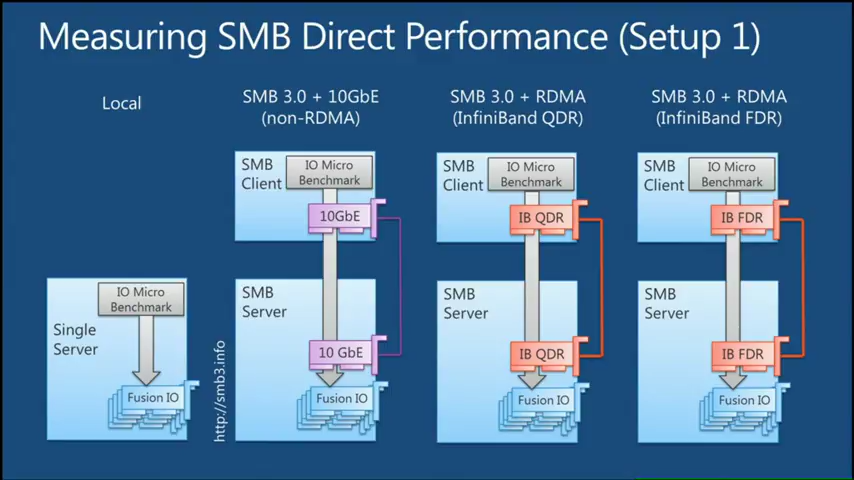 Measuring SMB Direct Performance (Setup 1)
Local
SMB 3.0 + 10GbE
(non-RDMA)
SMB 3.0 + RDMA
(InfiniBand QDR)
SMB 3.0 + RDMA
(InfiniBand FDR)
SMB
Client
IO Micro
Benchmark
10GbE
SMB
Client
IO Micro
Benchmark
IB QDR
SMB
Client
IO Micro
Benchmark
IB FDR
Single
Server
IO Micro
Benchmark
Fusion IO
http://smb3.info
SMB
Server
10 GbE
Fusion IO
SMB
Server
IB QDR
Fusion IO
SMB
Server
IB FDR
Fusion IO